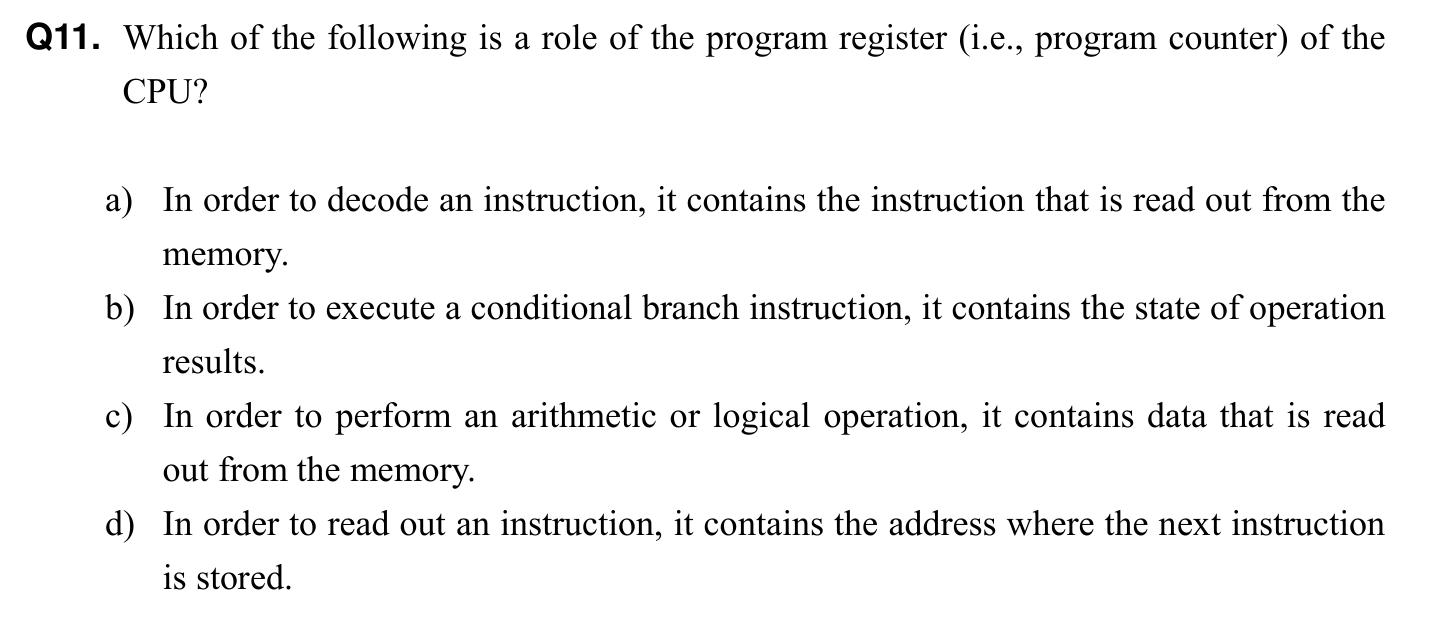 Q11. Which of the following is a role of the program register (i.e., program counter) of the
CPU?
a) In order to decode an instruction, it contains the instruction that is read out from the
memory.
b) In order to execute a conditional branch instruction, it contains the state of operation
results.
c) In order to perform an arithmetic or logical operation, it contains data that is read
out from the memory.
d) In order to read out an instruction, it contains the address where the next instruction
is stored.